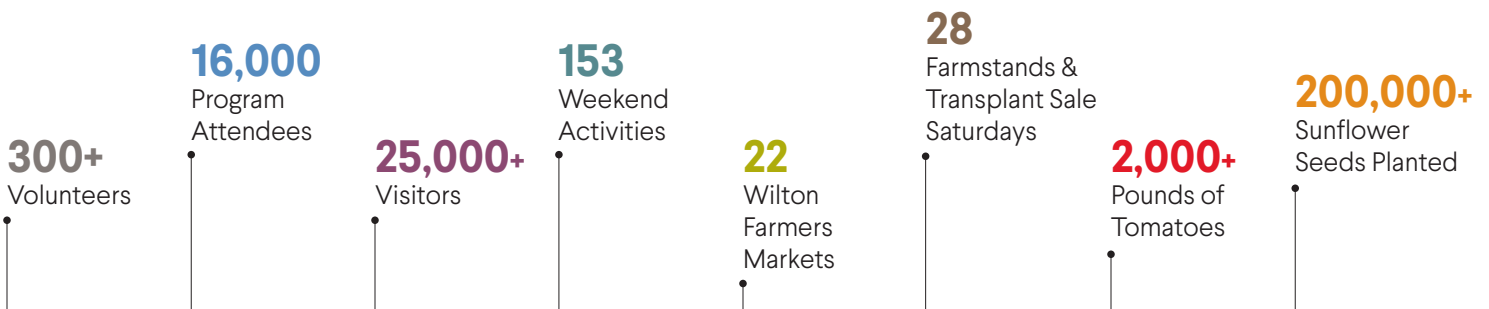 300+
Volunteers
16,000
Program
Attendees
25,000+
Visitors
153
Weekend
Activities
22
Wilton
Farmers
Markets
28
Farmstands &
Transplant Sale
Saturdays
2,000+
Pounds of
Tomatoes
200,000+
Sunflower
Seeds Planted